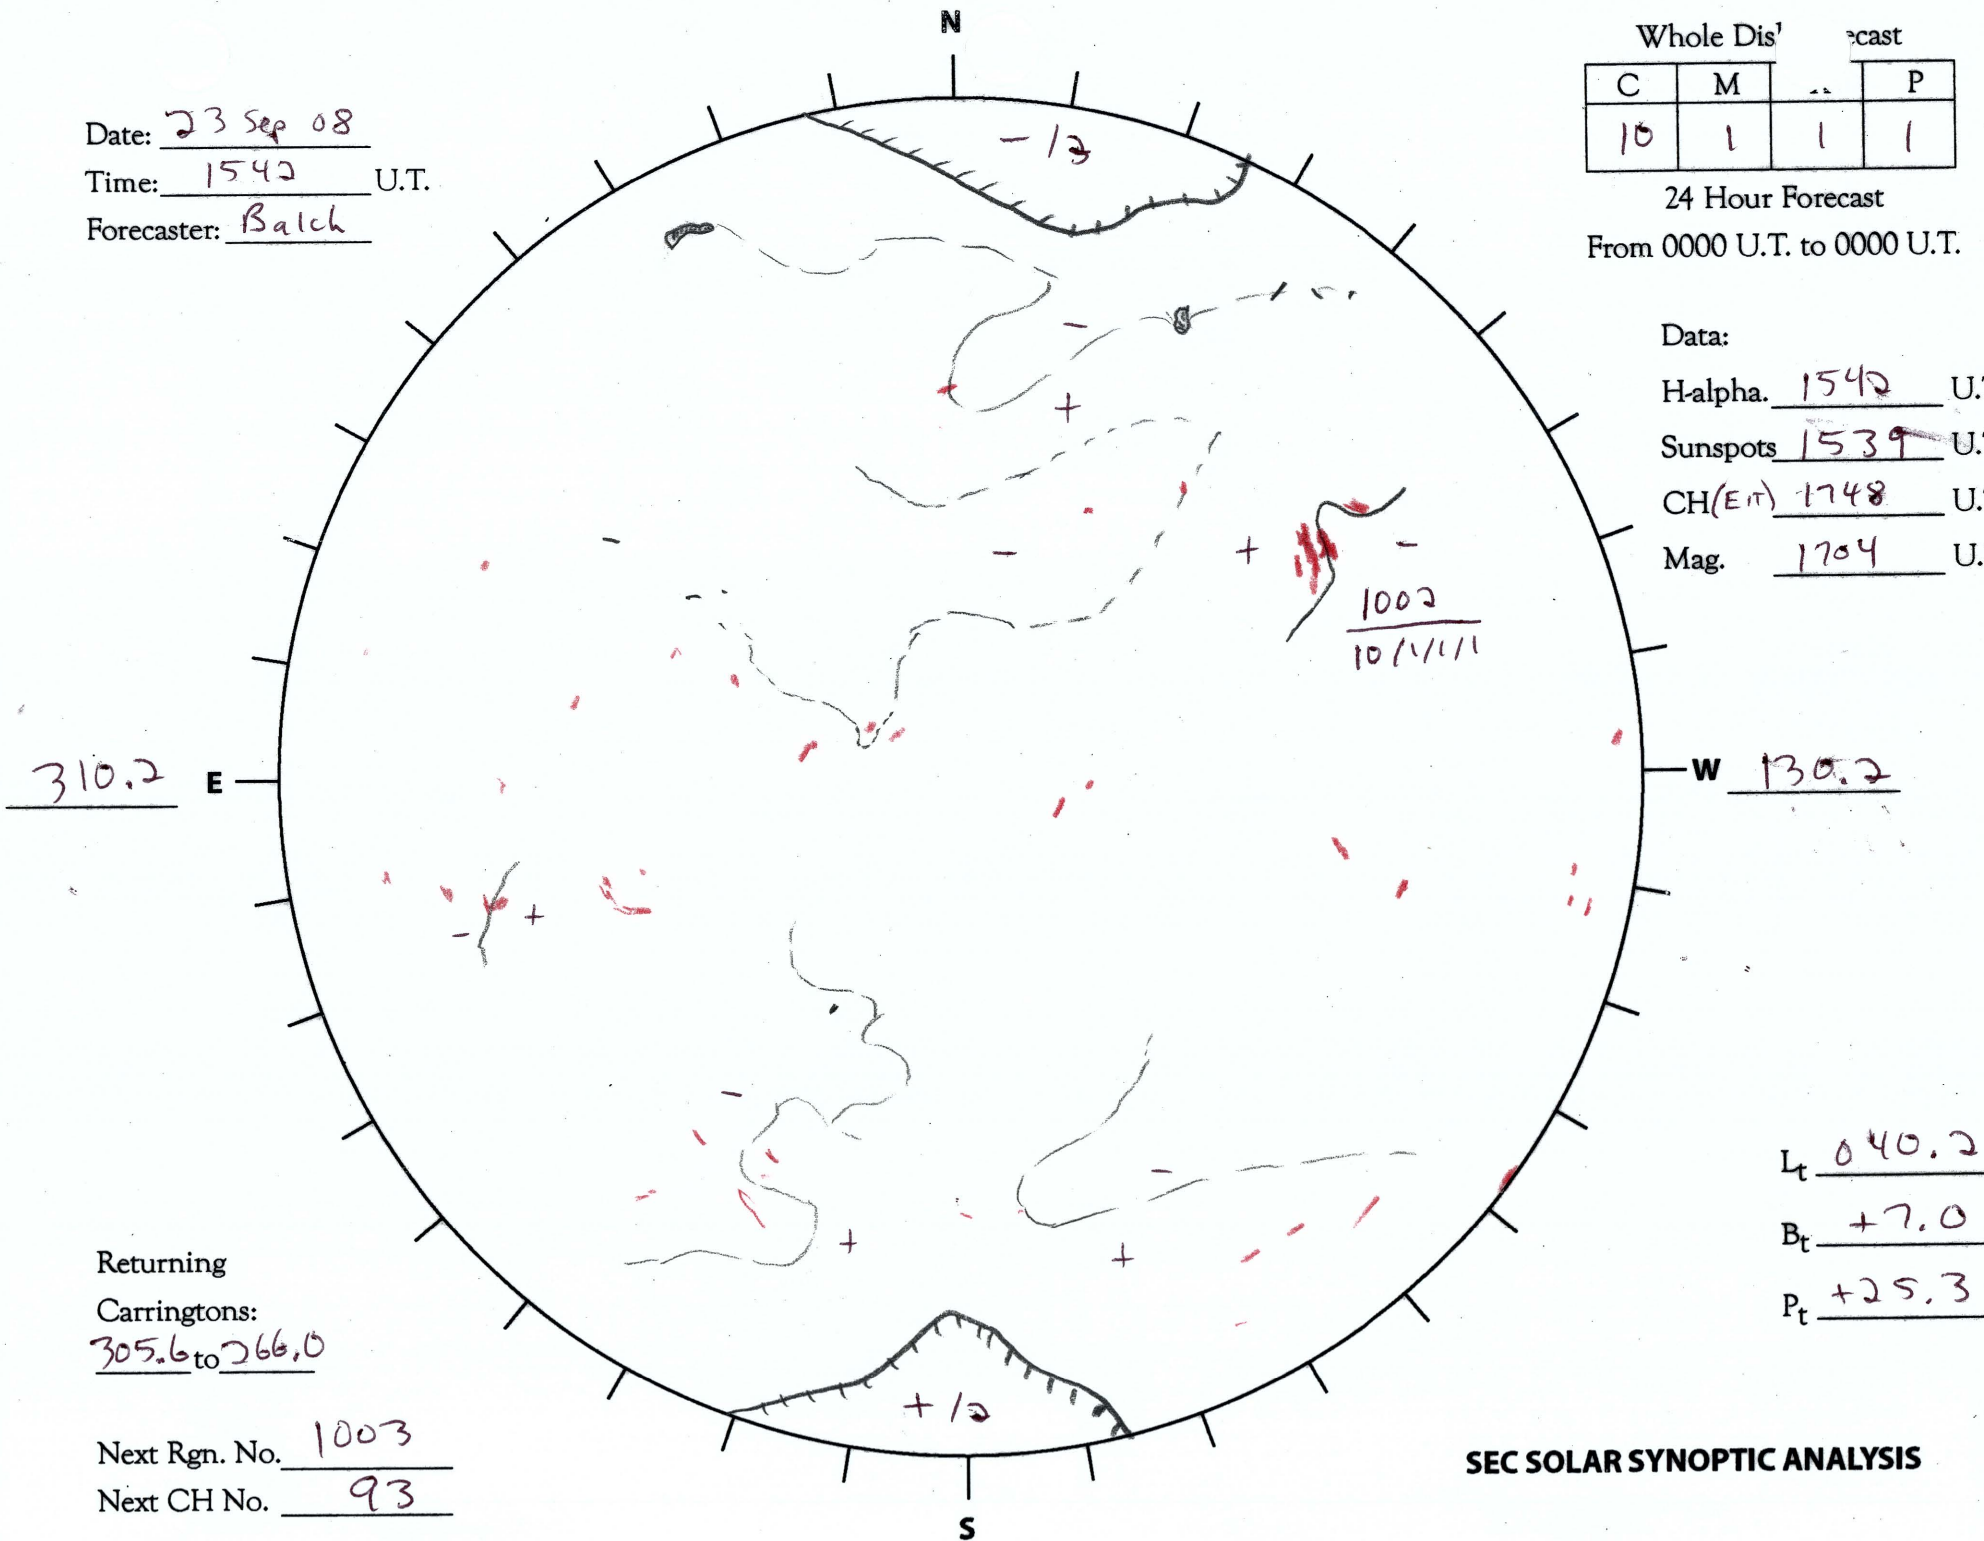 N
Whole Dis' ecast
Date: 23 Sep 08
C M P
Time: 1542 U.T.
10 1 1 1
Forecaster: Balch
24 Hour Forecast
From 0000 U.T. to 0000 U.T.
Data:
H-alpha. 1542 U.T
Sunspots 1539 U.
CH(EIT) 1748 U.
Mag. 1704 U.
- /2
-
+
-
-
+
-
1002
10/1/1/1
310.2 E
W 130.2
-
+
-
-
+
+
+ /2
Lt 040.2
Bt +7.0
Pt +25.3
Returning
Carringtons:
305.6 to 266.0
Next Rgn. No. 1003
Next CH No. 93
SEC SOLAR SYNOPTIC ANALYSIS
S